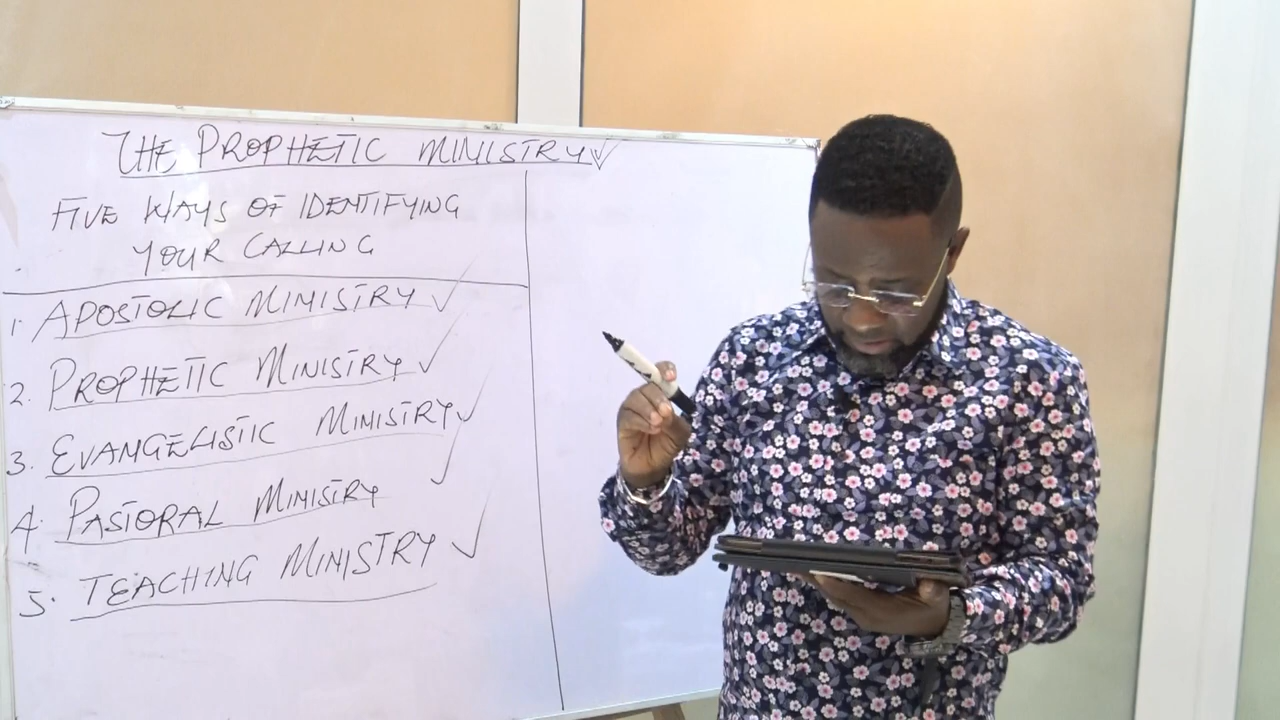 THE PROPHETIC MINISTRY
FIVE WAYS OF IDENTIFYING
YOUR CALLING
1. APOSTOLIC MINISTRY
2. PROPHETIC MINISTRY
3. EVANGELISTIC MINISTRY
4. PASTORAL MINISTRY
5. TEACHING MINISTRY